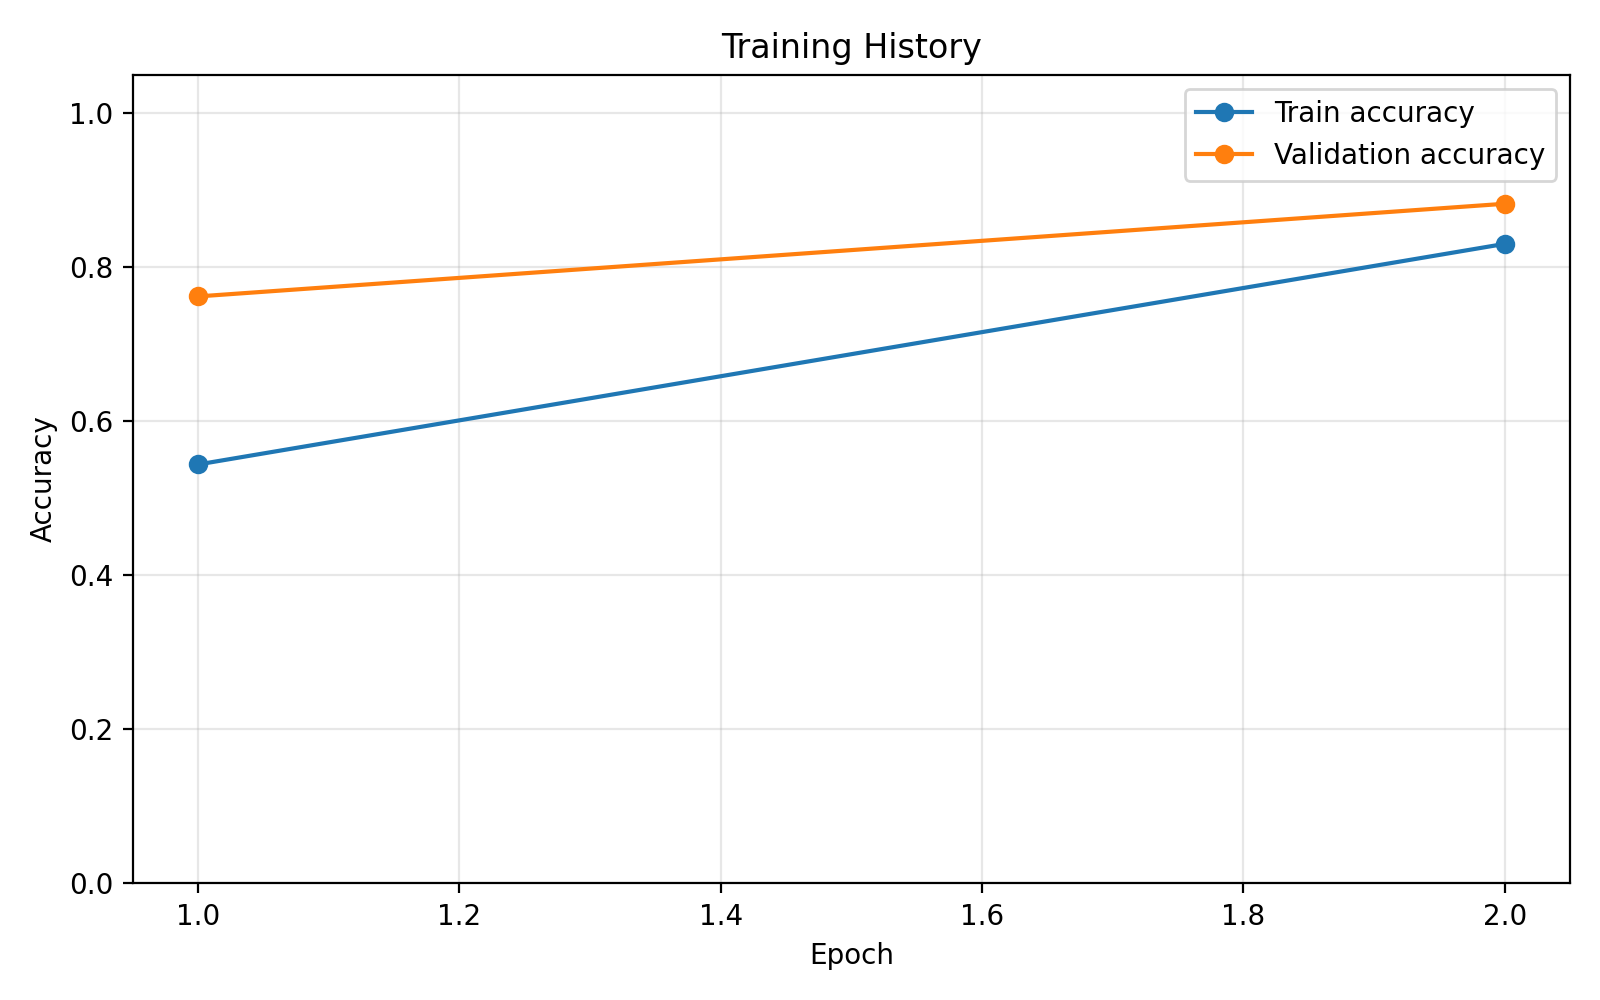 Training History
Train accuracy
Validation accuracy
1.0
0.8
0.6
0.4
0.2
0.0
Accuracy
1.0 1.2 1.4 1.6 1.8 2.0
Epoch